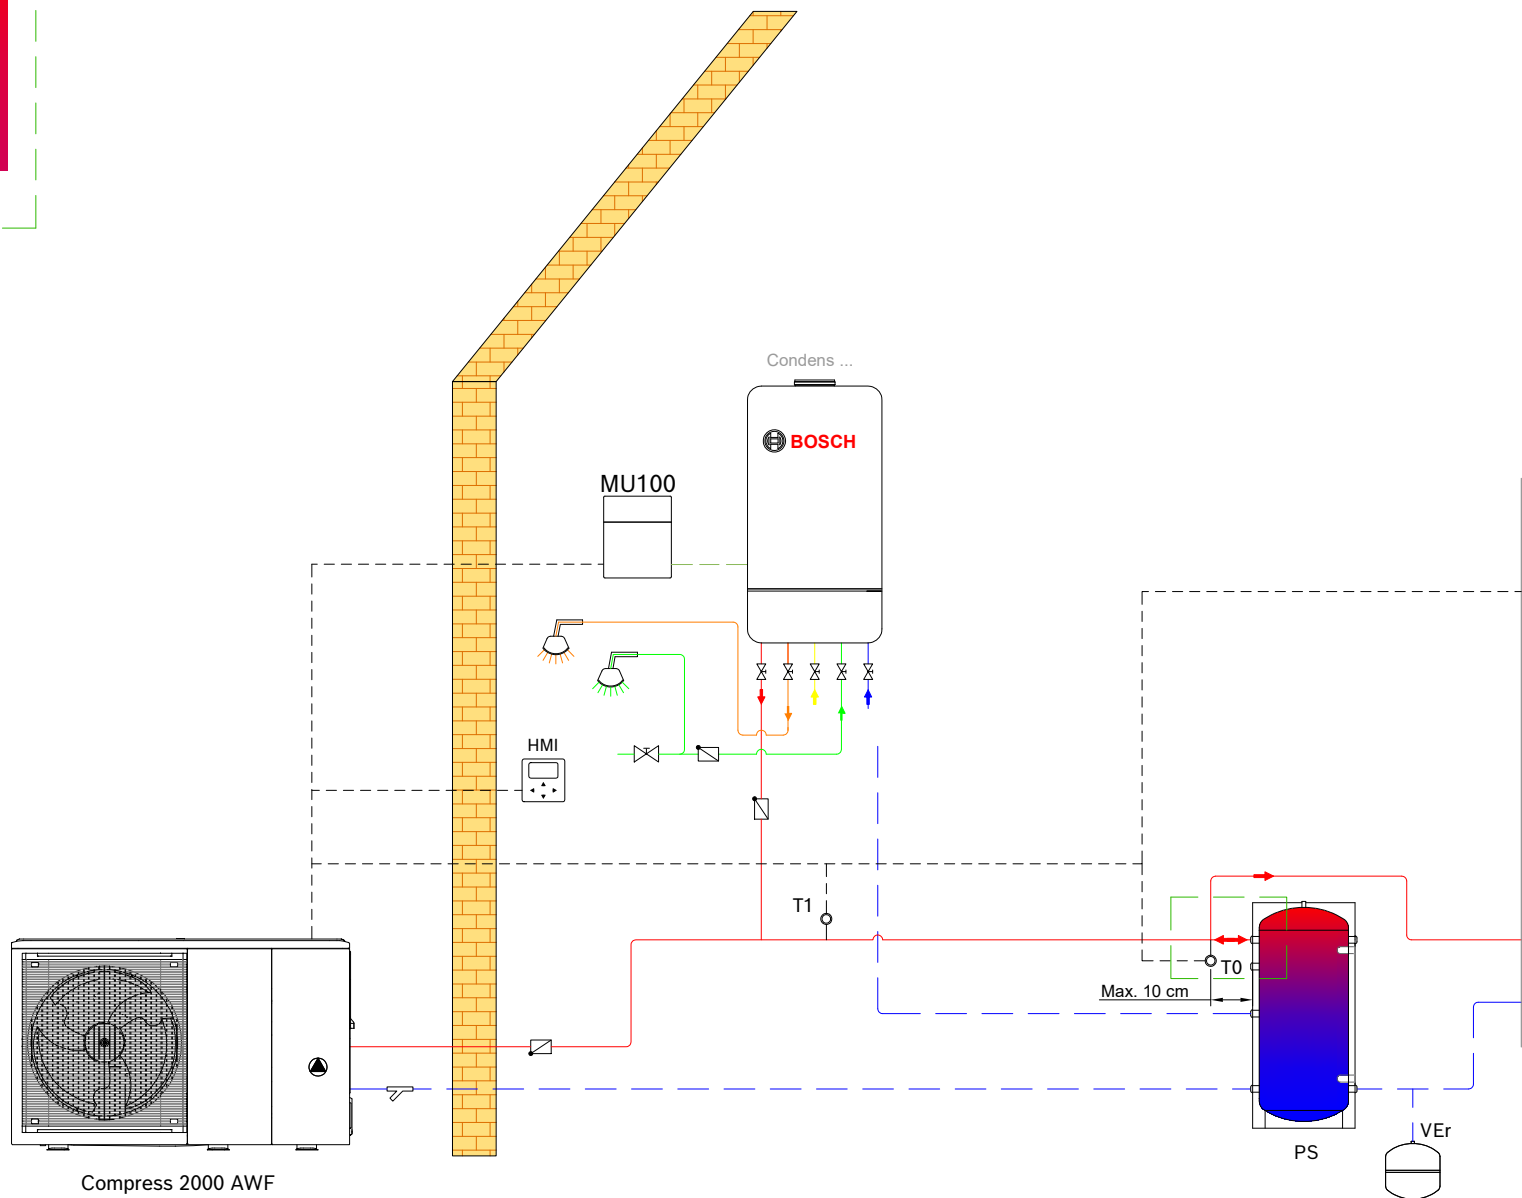 Condens ...
BOSCH
MU100
HMI
T1
T0
Max. 10 cm
VEr
PS
Compress 2000 AWF